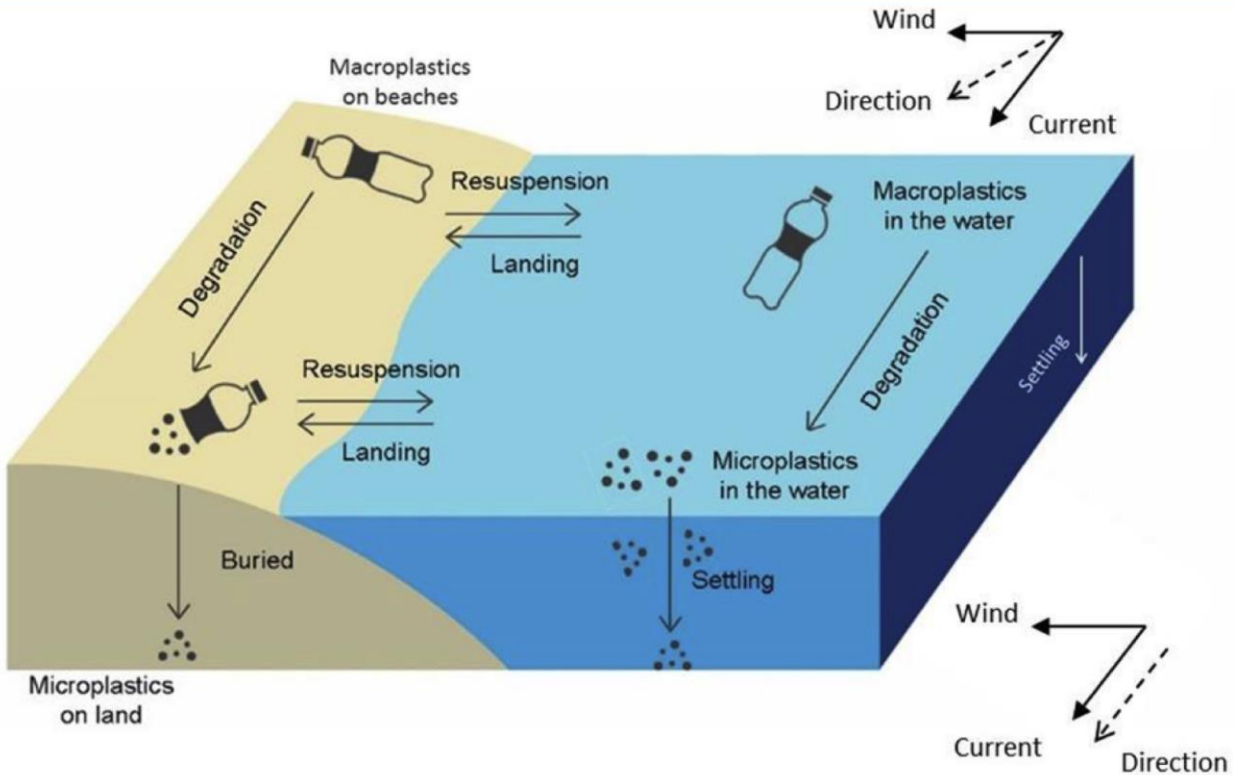 Wind
Direction
Current
Macroplastics
on beaches
Resuspension
Landing
Degradation
Macroplastics
in the water
Degradation
Settling
Resuspension
Landing
Microplastics
in the water
Buried
Settling
Microplastics
on land
Wind
Current
Direction